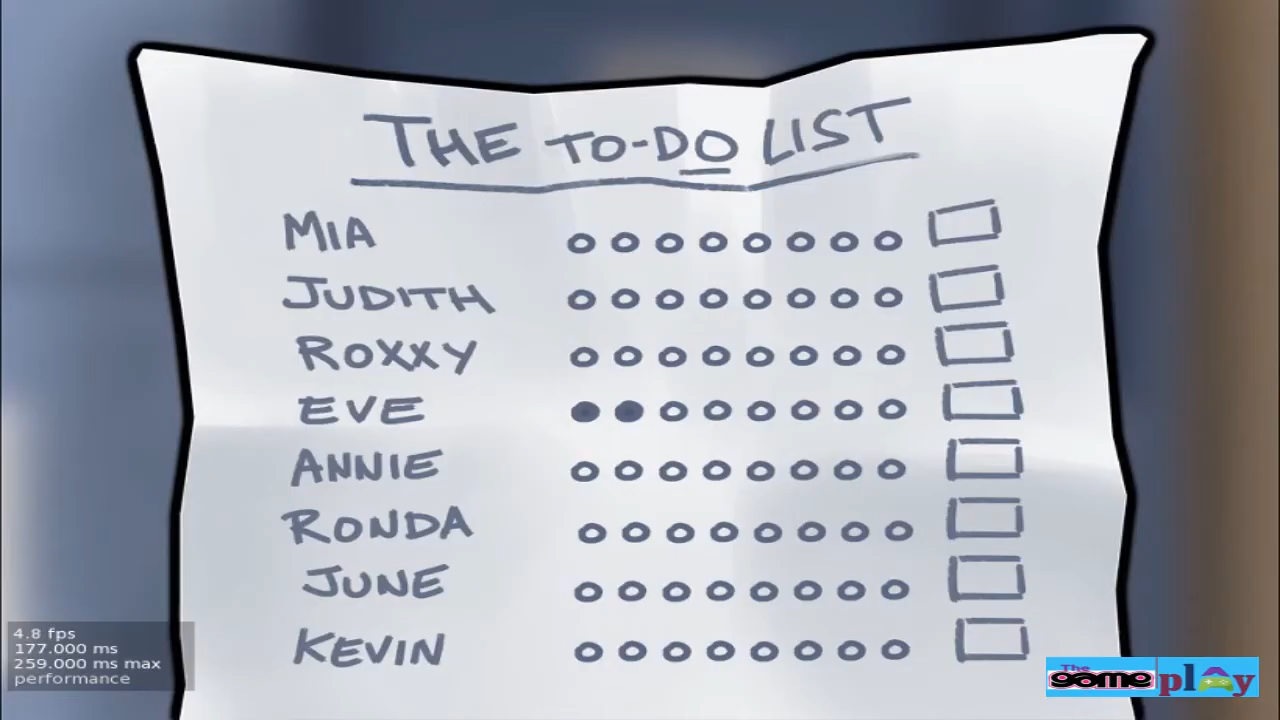 THE TO-DO LIST
MIA
JUDITH
ROXXY
EVE
ANNIE
RONDA
JUNE
KEVIN
4.8 fps
177.000 ms
259.000 ms max
performance
The
game play